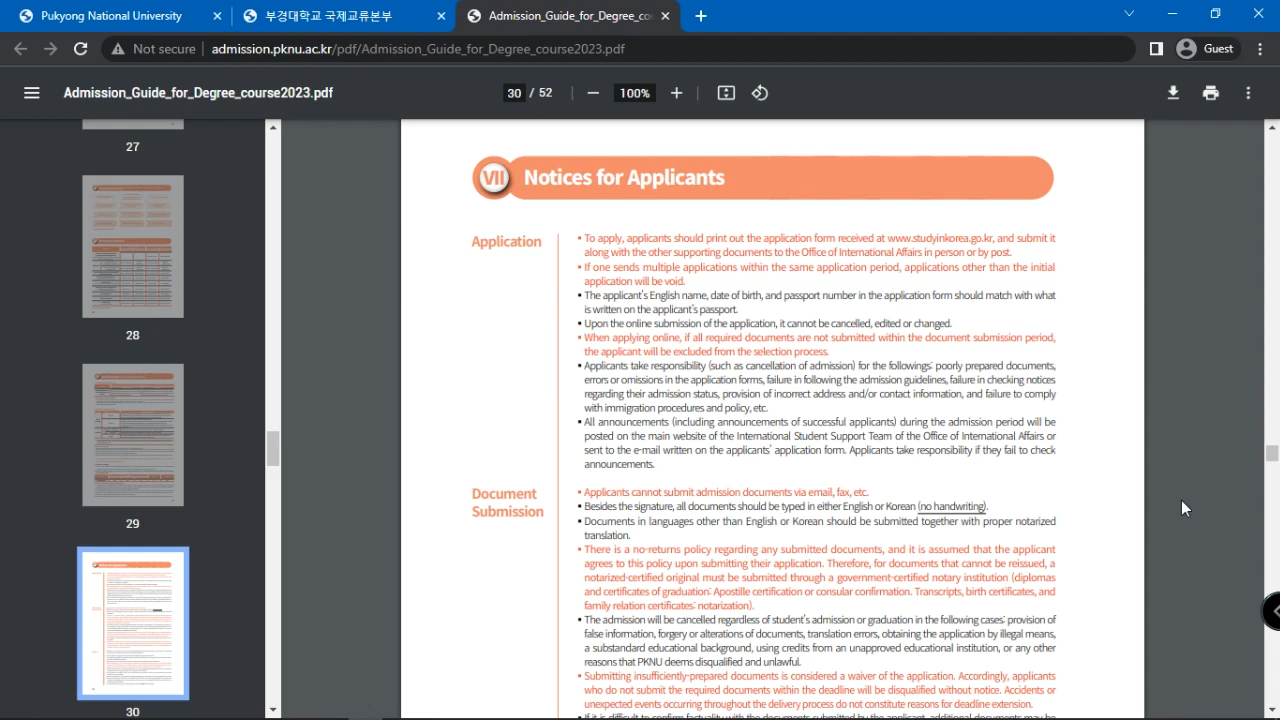 Pukyong National University
부경대학교 국제교류본부
Admission_Guide_for_Degree_co
Not secure
admission.pknu.ac.kr/pdf/Admission_Guide_for_Degree_course2023.pdf
Guest
Admission_Guide_for_Degree_course2023.pdf
30 / 52
100%
27
28
29
30
VII Notices for Applicants
Application
▪ To apply, applicants should print out the application form received at www.studyinkorea.go.kr, and submit it
along with the other supporting documents to the Office of International Affairs in person or by post.
▪ If one sends multiple applications within the same application period, applications other than the initial
application will be void.
▪ The applicant's English name, date of birth, and passport number in the application form should match with what
is written on the applicant's passport.
▪ Upon the online submission of the application, it cannot be cancelled, edited or changed.
▪ When applying online, if all required documents are not submitted within the document submission period,
the applicant will be excluded from the selection process.
▪ Applicants take responsibility (such as cancellation of admission) for the followings: poorly prepared documents,
errors or omissions in the application forms, failure in following the admission guidelines, failure in checking notices
regarding their admission status, provision of incorrect address and/or contact information, and failure to comply
with immigration procedures and policy, etc.
▪ All announcements (including announcements of successful applicants) during the admission period will be
posted on the main website of the International Student Support Team of the Office of International Affairs or
sent to the e-mail written on the applicants' application form. Applicants take responsibility if they fail to check
announcements.
Document
Submission
▪ Applicants cannot submit admission documents via email, fax, etc.
▪ Besides the signature, all documents should be typed in either English or Korean (no handwriting).
▪ Documents in languages other than English or Korean should be submitted together with proper notarized
translation.
▪ There is a no-returns policy regarding any submitted documents, and it is assumed that the applicant
agrees to this policy upon submitting their application. Therefore, for documents that cannot be reissued, a
notarized·certified original must be submitted through a government-certified notary institution (diplomas
and certificates of graduation: Apostille certification or consular confirmation. Transcripts, birth certificates, and
family relation certificates: notarization).
▪ The admission will be cancelled regardless of student's admission or graduation in the following cases: provision of
false information, forgery or alterations of documents, translation errors, obtaining the application by illegal means,
a substandard educational background, using credits from an unapproved educational institution, or any other
reasons that PKNU deems disqualified and unlawful.
▪ Submitting insufficiently-prepared documents is considered a waiver of the application. Accordingly, applicants
who do not submit the required documents within the deadline will be disqualified without notice. Accidents or
unexpected events occurring throughout the delivery process do not constitute reasons for deadline extension.
▪ If it is difficult to confirm factuality with the documents submitted by the applicant, additional documents may be